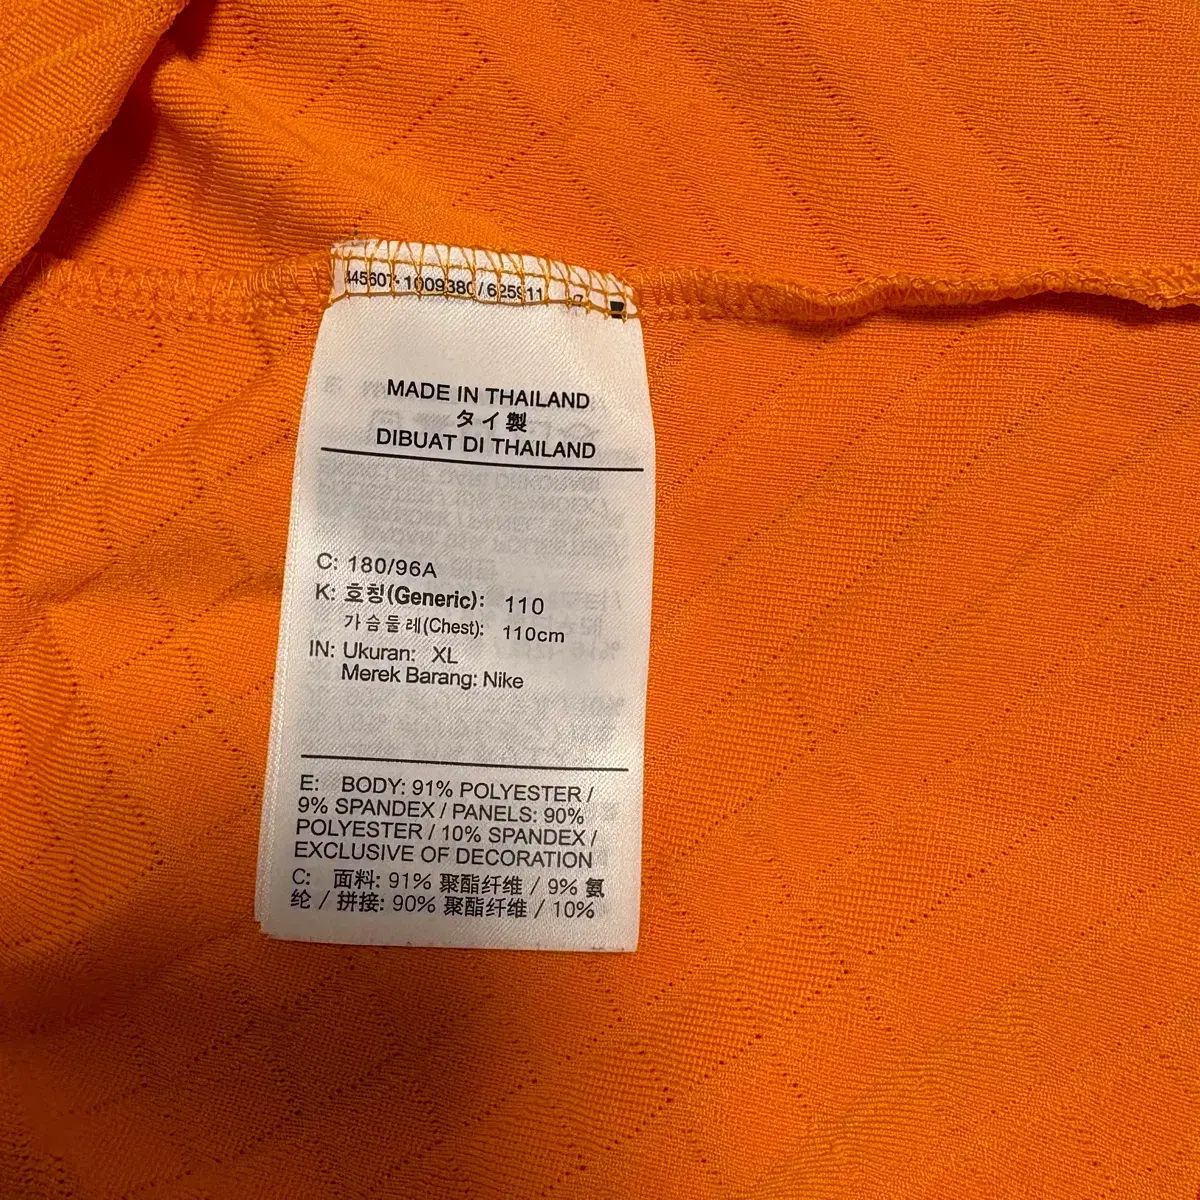 445607-1009380/625911
MADE IN THAILAND
タイ製
DIBUAT DI THAILAND
C: 180/96A
K: 호칭(Generic): 110
가슴둘레(Chest): 110cm
IN: Ukuran: XL
Merek Barang: Nike
E: BODY: 91% POLYESTER /
9% SPANDEX / PANELS: 90%
POLYESTER / 10% SPANDEX /
EXCLUSIVE OF DECORATION
C: 面料: 91% 聚酯纤维 / 9% 氨
纶 / 拼接: 90% 聚酯纤维 / 10%